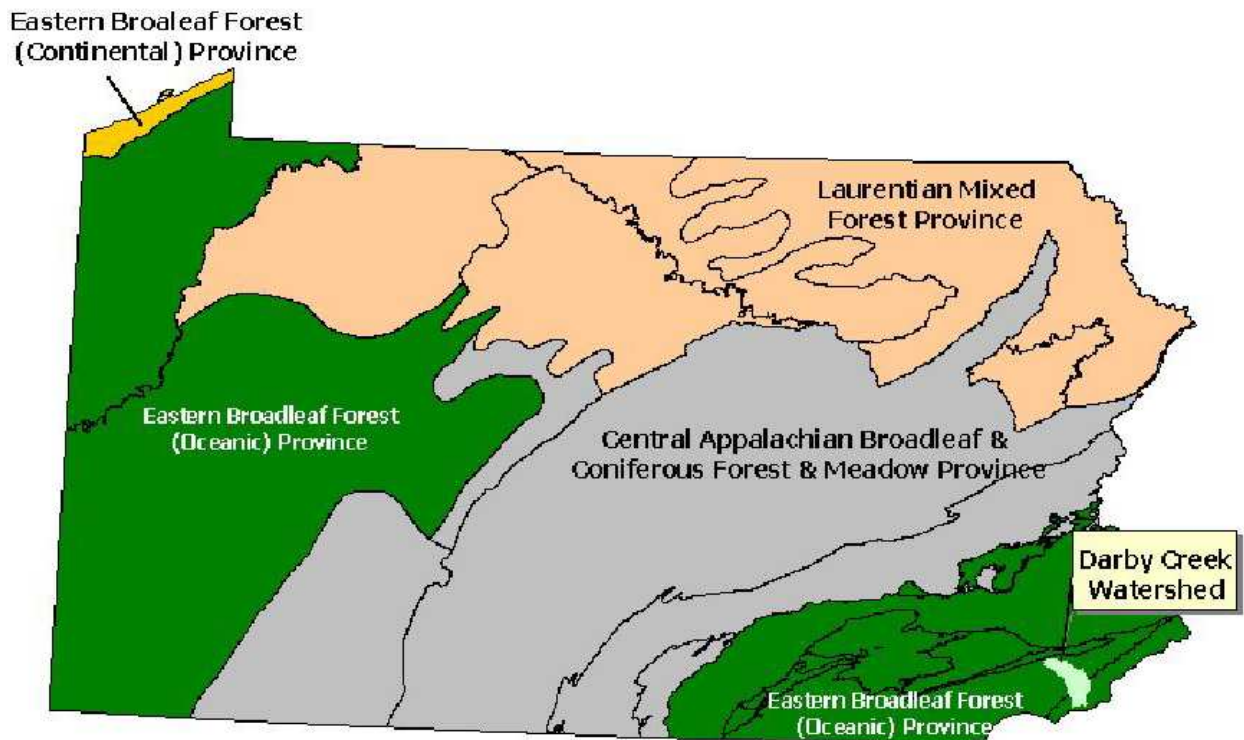 Eastern Broaleaf Forest
(Continental) Province
Laurentian Mixed
Forest Province
Eastern Broadleaf Forest
(Oceanic) Province
Central Appalachian Broadleaf &
Coniferous Forest & Meadow Province
Darby Creek
Watershed
Eastern Broadleaf Forest
(Oceanic) Province